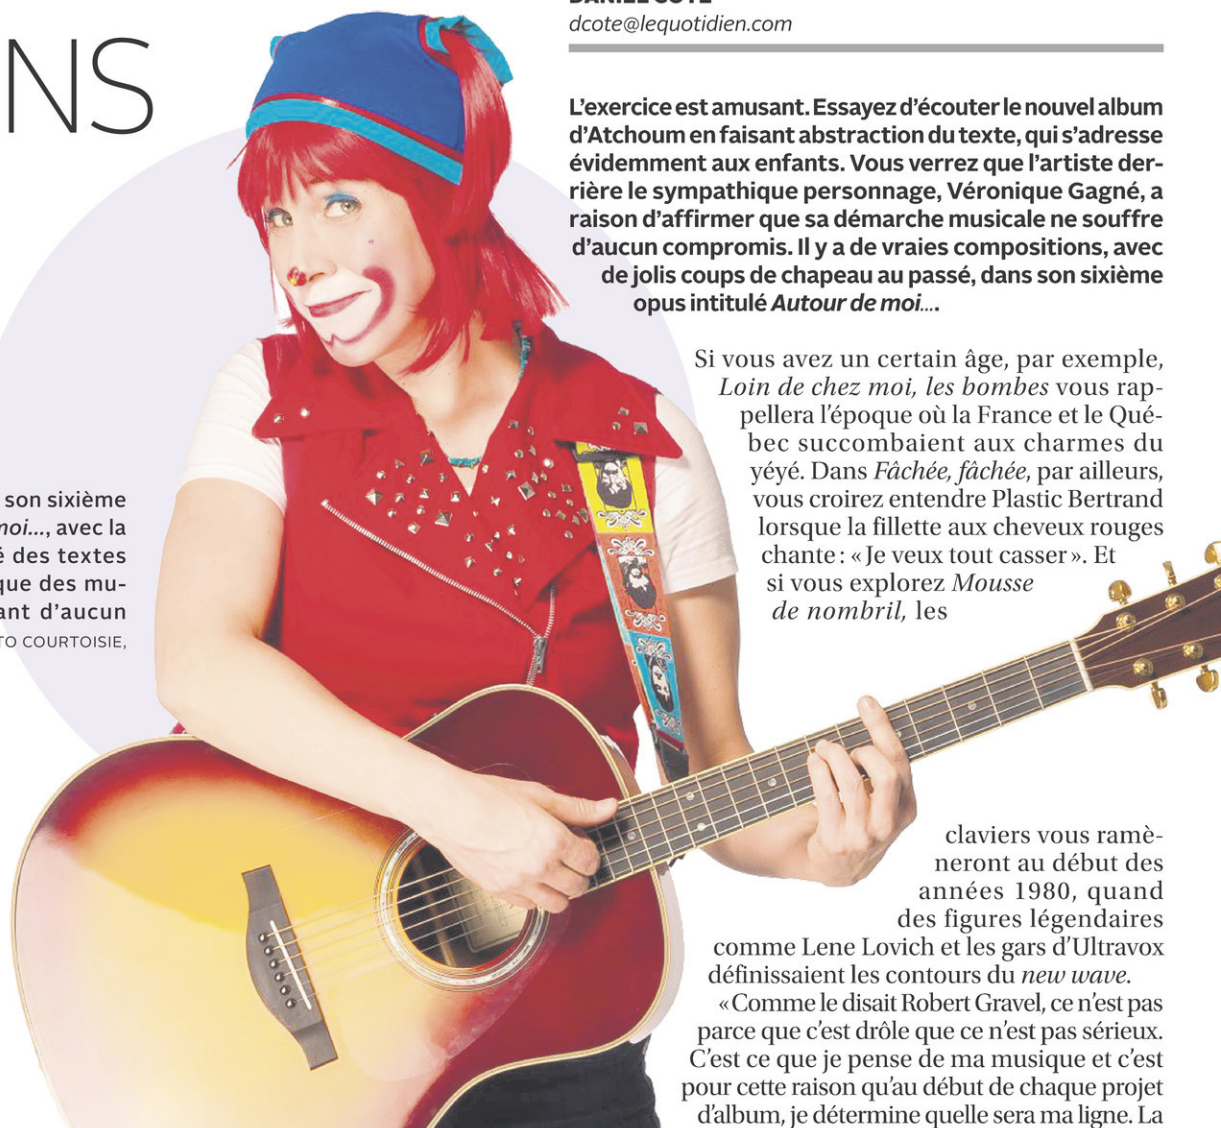 NS
DANIEL CÔTÉ
dcote@lequotidien.com
L'exercice est amusant. Essayez d'écouter le nouvel album
d'Atchoum en faisant abstraction du texte, qui s'adresse
évidemment aux enfants. Vous verrez que l'artiste der-
rière le sympathique personnage, Véronique Gagné, a
raison d'affirmer que sa démarche musicale ne souffre
d'aucun compromis. Il y a de vraies compositions, avec
de jolis coups de chapeau au passé, dans son sixième
opus intitulé Autour de moi....
Si vous avez un certain âge, par exemple,
Loin de chez moi, les bombes vous rap-
pellera l'époque où la France et le Qué-
bec succombaient aux charmes du
yéyé. Dans Fâchée, fâchée, par ailleurs,
vous croirez entendre Plastic Bertrand
lorsque la fillette aux cheveux rouges
chante : « Je veux tout casser ». Et
si vous explorez Mousse
de nombril, les
claviers vous ramè-
neront au début des
années 1980, quand
des figures légendaires
comme Lene Lovich et les gars d'Ultravox
définissaient les contours du new wave.
« Comme le disait Robert Gravel, ce n'est pas
parce que c'est drôle que ce n'est pas sérieux.
C'est ce que je pense de ma musique et c'est
pour cette raison qu'au début de chaque projet
d'album, je détermine quelle sera ma ligne. La
son sixième
moi..., avec la
é des textes
que des mu-
ant d'aucun
TO COURTOISIE,